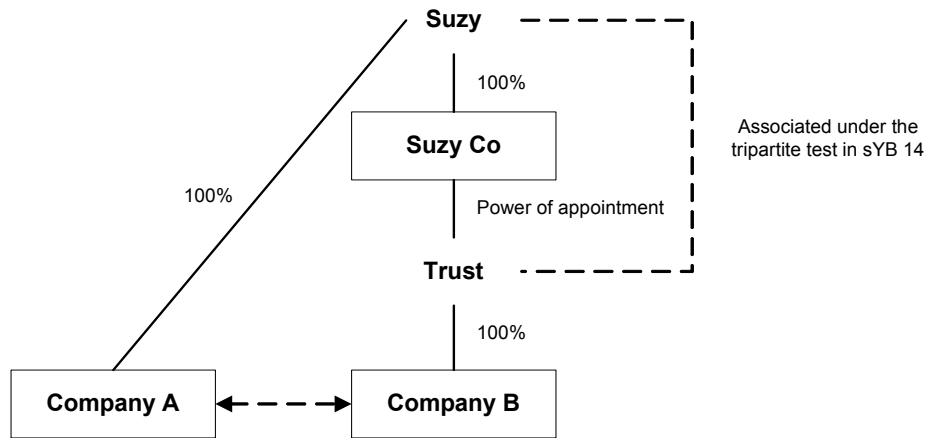 Suzy
100%
Suzy Co
Associated under the
tripartite test in sYB 14
100%
Power of appointment
Trust
100%
Company A
Company B